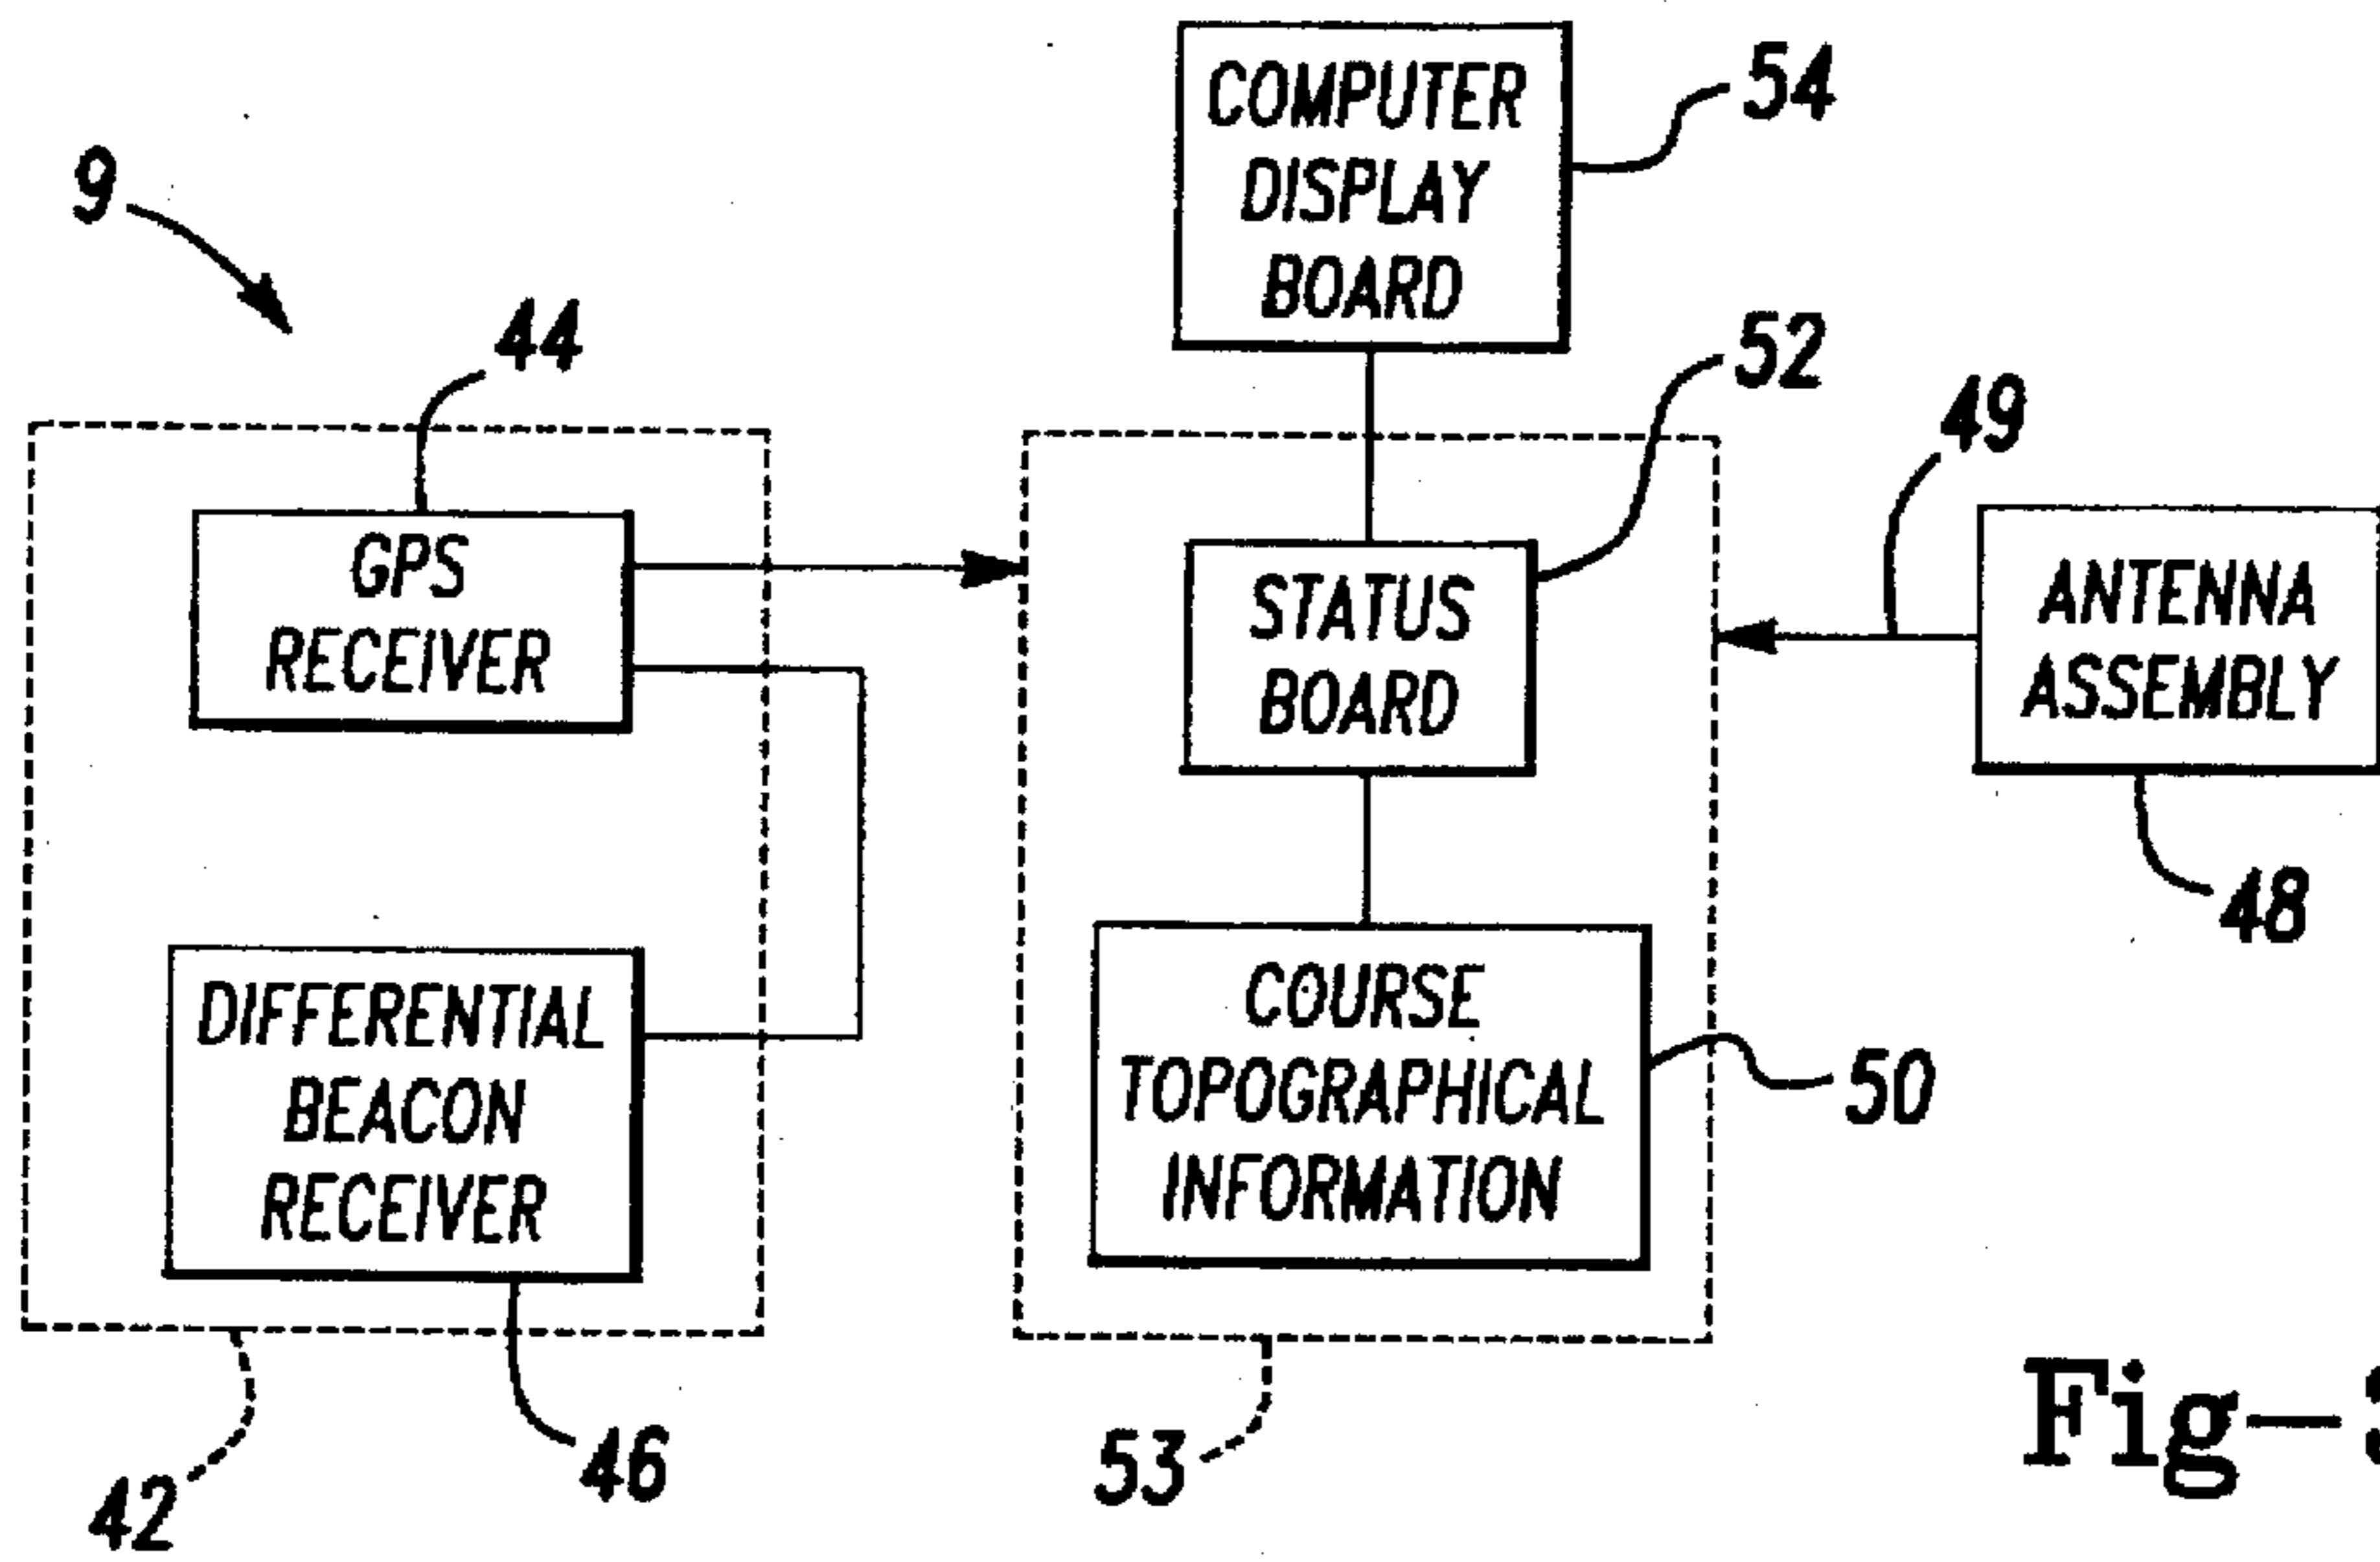 9
44
GPS
RECEIVER
DIFFERENTIAL
BEACON
RECEIVER
42
46
COMPUTER
DISPLAY
BOARD
54
52
STATUS
BOARD
COURSE
TOPOGRAPHICAL
INFORMATION
50
53
49
ANTENNA
ASSEMBLY
48
Fig-